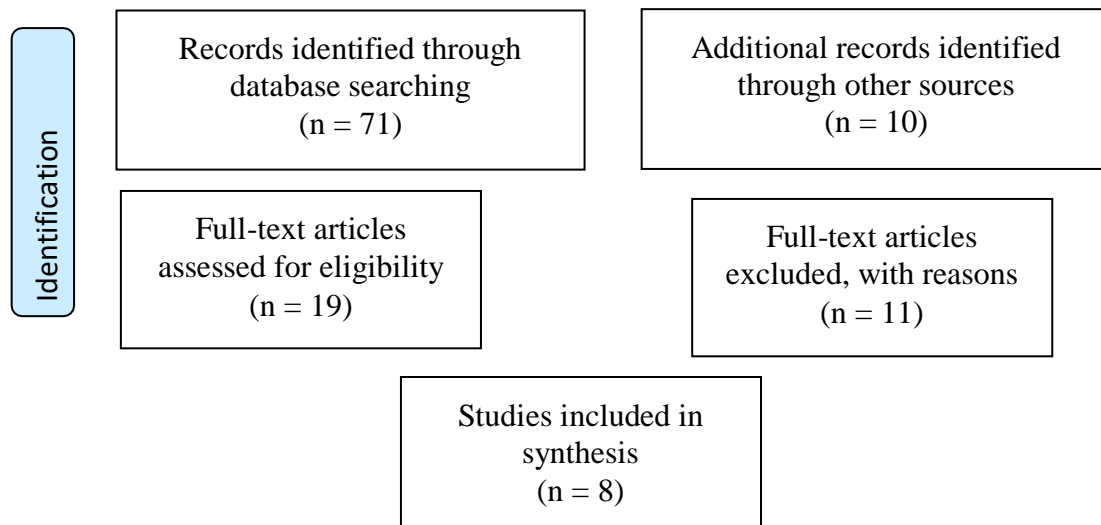 Identification
Records identified through
database searching
(n = 71)
Additional records identified
through other sources
(n = 10)
Full-text articles
assessed for eligibility
(n = 19)
Full-text articles
excluded, with reasons
(n = 11)
Studies included in
synthesis
(n = 8)